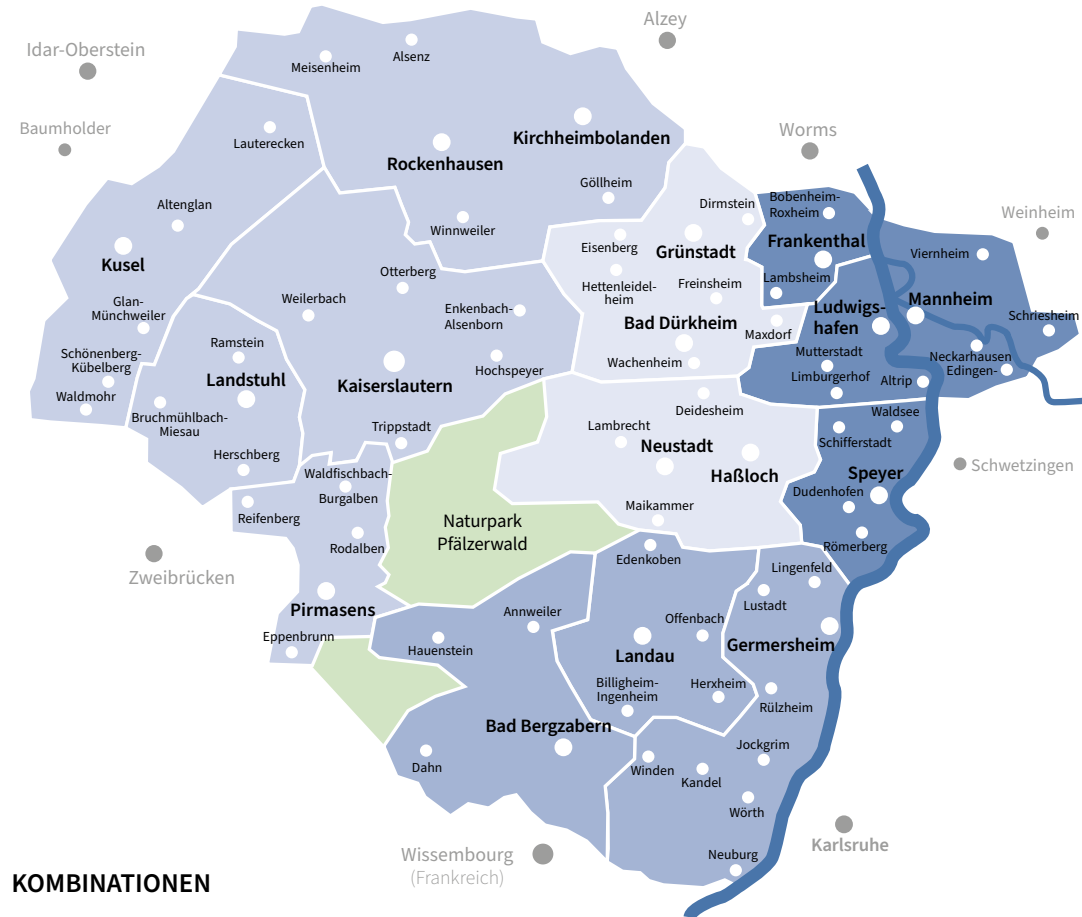 Alzey
Idar-Oberstein
Alsenz
Meisenheim
Baumholder
Worms
Kirchheimbolanden
Lauterecken
Rockenhausen
Göllheim
Altenglan
Dirmstein
Bobenheim-
Roxheim
Weinheim
Winnweiler
Eisenberg
Grünstadt
Frankenthal
Viernheim
Kusel
Otterberg
Hettenleidel-
heim
Freinsheim
Lambsheim
Weilerbach
Glan-
Münchweiler
Enkenbach-
Alsenborn
Bad Dürkheim
Maxdorf
Ludwigs-
hafen
Mannheim
Schriesheim
Ramstein
Schönenberg-
Kübelberg
Landstuhl
Kaiserslautern
Hochspeyer
Wachenheim
Mutterstadt
Limburgerhof
Altrip
Neckarhausen
Edingen-
Waldmohr
Bruchmühlbach-
Miesau
Trippstadt
Deidesheim
Lambrecht
Neustadt
Haßloch
Waldsee
Schifferstadt
Herschberg
Waldfischbach-
Burgalben
Speyer
Schwetzingen
Dudenhofen
Reifenberg
Maikammer
Naturpark
Pfälzerwald
Rodalben
Edenkoben
Römerberg
Lingenfeld
Zweibrücken
Pirmasens
Annweiler
Offenbach
Lustadt
Eppenbrunn
Hauenstein
Landau
Germersheim
Billigheim-
Ingenheim
Herxheim
Rülzheim
Bad Bergzabern
Dahn
Winden
Kandel
Jockgrim
Wörth
Karlsruhe
Neuburg
Wissembourg
(Frankreich)
KOMBINATIONEN